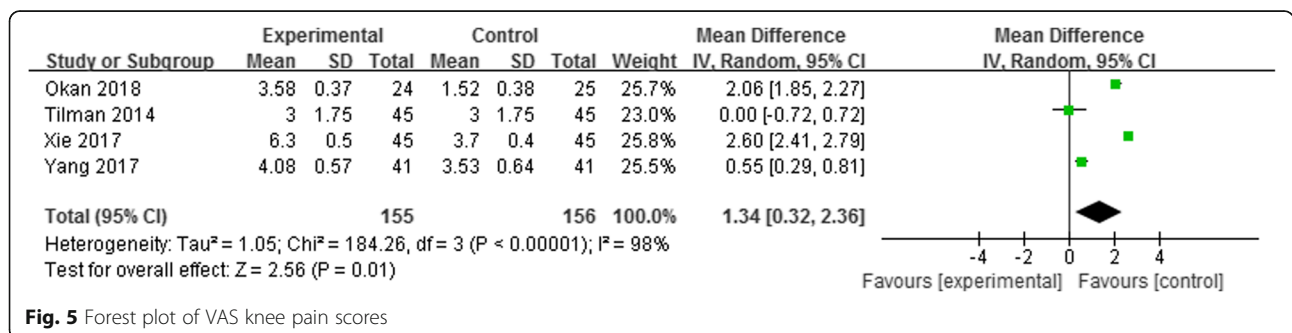 Experimental Control Mean Difference Mean Difference
Study or Subgroup Mean SD Total Mean SD Total Weight IV, Random, 95% CI IV, Random, 95% CI
Okan 2018 3.58 0.37 24 1.52 0.38 25 25.7% 2.06 [1.85, 2.27]
Tilman 2014 3 1.75 45 3 1.75 45 23.0% 0.00 [-0.72, 0.72]
Xie 2017 6.3 0.5 45 3.7 0.4 45 25.8% 2.60 [2.41, 2.79]
Yang 2017 4.08 0.57 41 3.53 0.64 41 25.5% 0.55 [0.29, 0.81]
Total (95% CI) 155 156 100.0% 1.34 [0.32, 2.36]
Heterogeneity: Tau² = 1.05; Chi² = 184.26, df = 3 (P < 0.00001); I² = 98%
Test for overall effect: Z = 2.56 (P = 0.01)
-4 -2 0 2 4
Favours [experimental] Favours [control]
Fig. 5 Forest plot of VAS knee pain scores